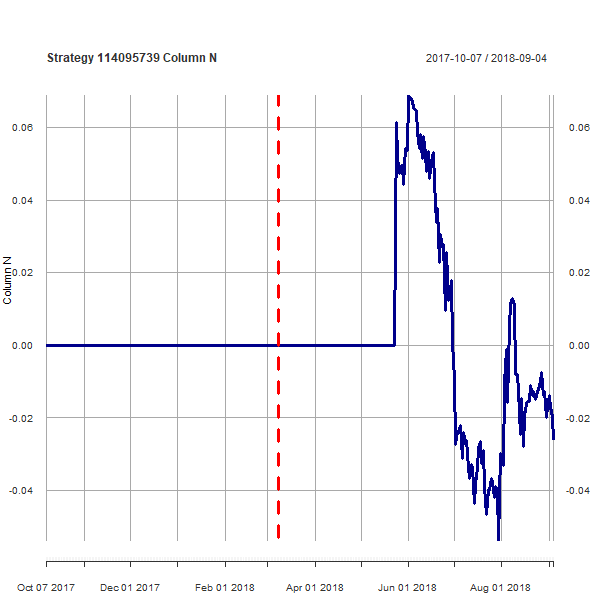 Strategy 114095739 Column N
2017-10-07 / 2018-09-04
0.06
0.06
0.04
0.04
0.02
0.02
Column N
0.00
0.00
-0.02
-0.02
-0.04
-0.04
Oct 07 2017
Dec 01 2017
Feb 01 2018
Apr 01 2018
Jun 01 2018
Aug 01 2018